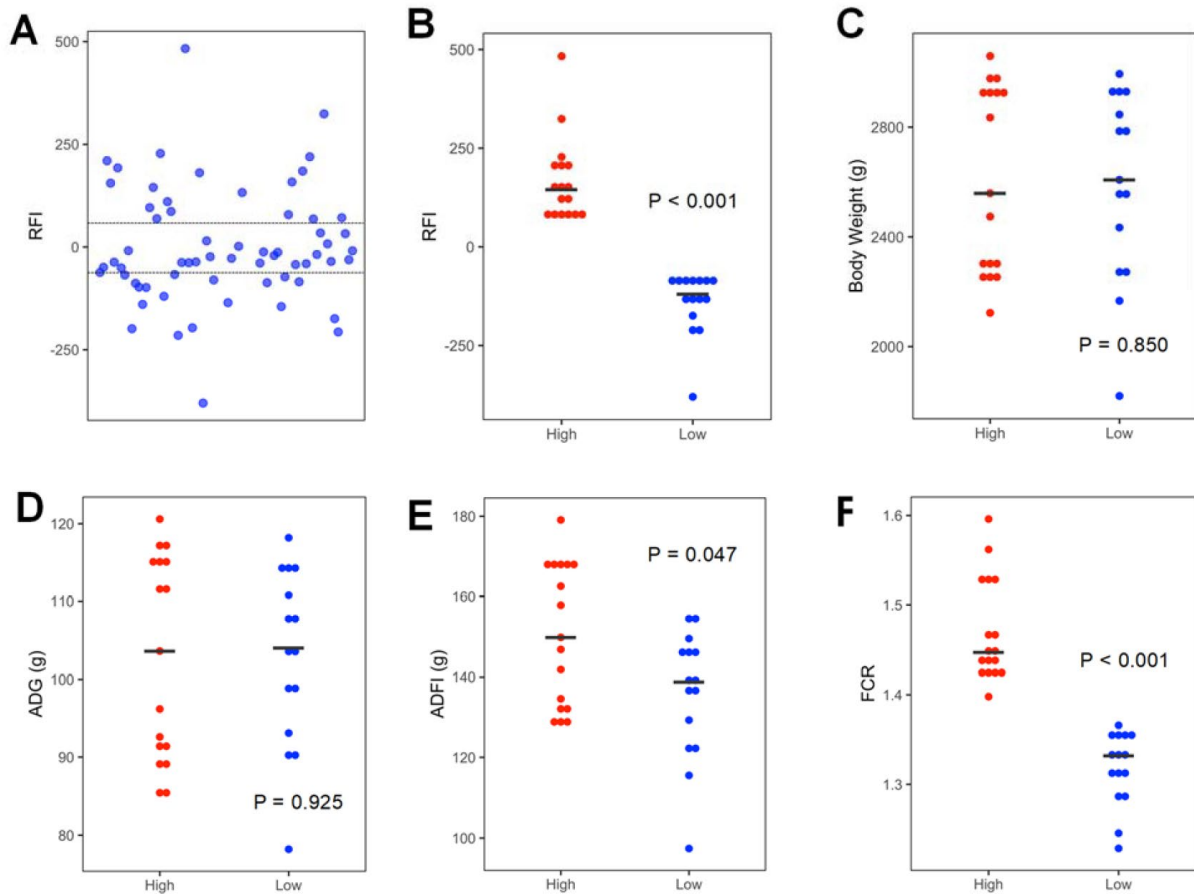 A
500
250
0
-250
RFI
B
500
250
0
-250
RFI
P < 0.001
High
Low
C
2800
2400
2000
Body Weight (g)
P = 0.850
High
Low
D
120
110
100
90
80
ADG (g)
P = 0.925
High
Low
E
180
160
140
120
100
ADFI (g)
P = 0.047
High
Low
F
1.6
1.5
1.4
1.3
FCR
P < 0.001
High
Low